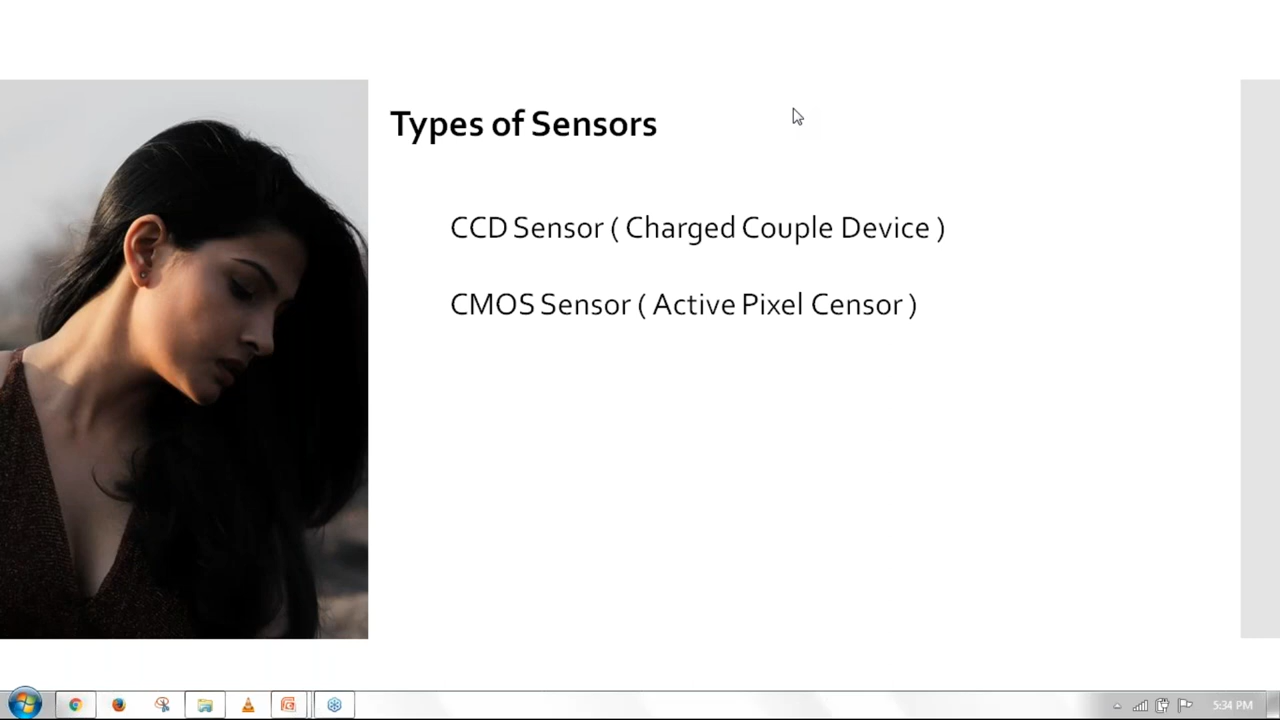 Types of Sensors
CCD Sensor ( Charged Couple Device )
CMOS Sensor ( Active Pixel Censor )
5:34 PM